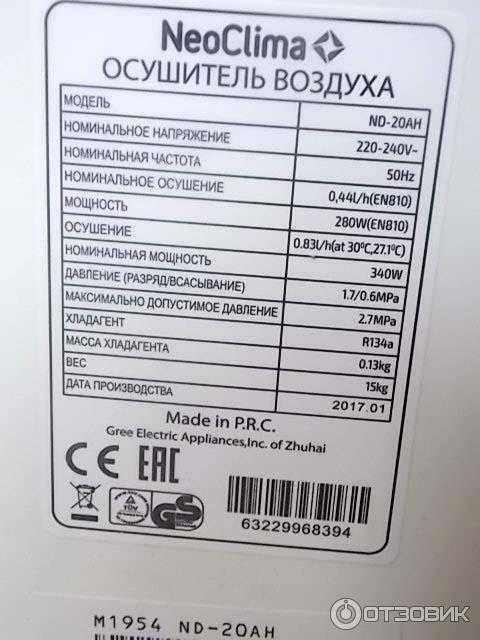 NeoClima
ОСУШИТЕЛЬ ВОЗДУХА
МОДЕЛЬ ND-20AH
НОМИНАЛЬНОЕ НАПРЯЖЕНИЕ 220-240V~
НОМИНАЛЬНАЯ ЧАСТОТА 50Hz
НОМИНАЛЬНОЕ ОСУШЕНИЕ 0,44l/h(EN810)
МОЩНОСТЬ 280W(EN810)
ОСУШЕНИЕ 0.83l/h(at 30°C,27.1°C)
НОМИНАЛЬНАЯ МОЩНОСТЬ 340W
ДАВЛЕНИЕ (РАЗРЯД/ВСАСЫВАНИЕ) 1.7/0.6MPa
МАКСИМАЛЬНО ДОПУСТИМОЕ ДАВЛЕНИЕ 2.7MPa
ХЛАДАГЕНТ R134a
МАССА ХЛАДАГЕНТА 0.13kg
ВЕС 15kg
ДАТА ПРОИЗВОДСТВА 2017.01
Made in P.R.C.
Gree Electric Appliances,Inc. of Zhuhai
CE EAC
TÜV GS
63229968394
M1954 ND-20AH
ОТЗОВИК